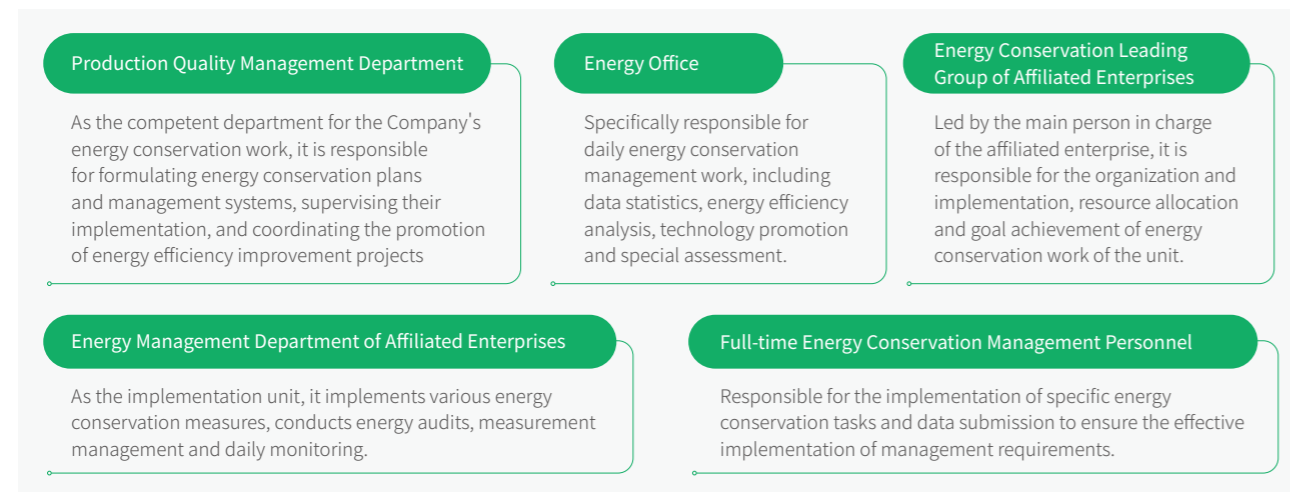 Production Quality Management Department
As the competent department for the Company's
energy conservation work, it is responsible
for formulating energy conservation plans
and management systems, supervising their
implementation, and coordinating the promotion
of energy efficiency improvement projects
Energy Office
Specifically responsible for
daily energy conservation
management work, including
data statistics, energy efficiency
analysis, technology promotion
and special assessment.
Energy Conservation Leading
Group of Affiliated Enterprises
Led by the main person in charge
of the affiliated enterprise, it is
responsible for the organization and
implementation, resource allocation
and goal achievement of energy
conservation work of the unit.
Energy Management Department of Affiliated Enterprises
As the implementation unit, it implements various energy
conservation measures, conducts energy audits, measurement
management and daily monitoring.
Full-time Energy Conservation Management Personnel
Responsible for the implementation of specific energy
conservation tasks and data submission to ensure the effective
implementation of management requirements.